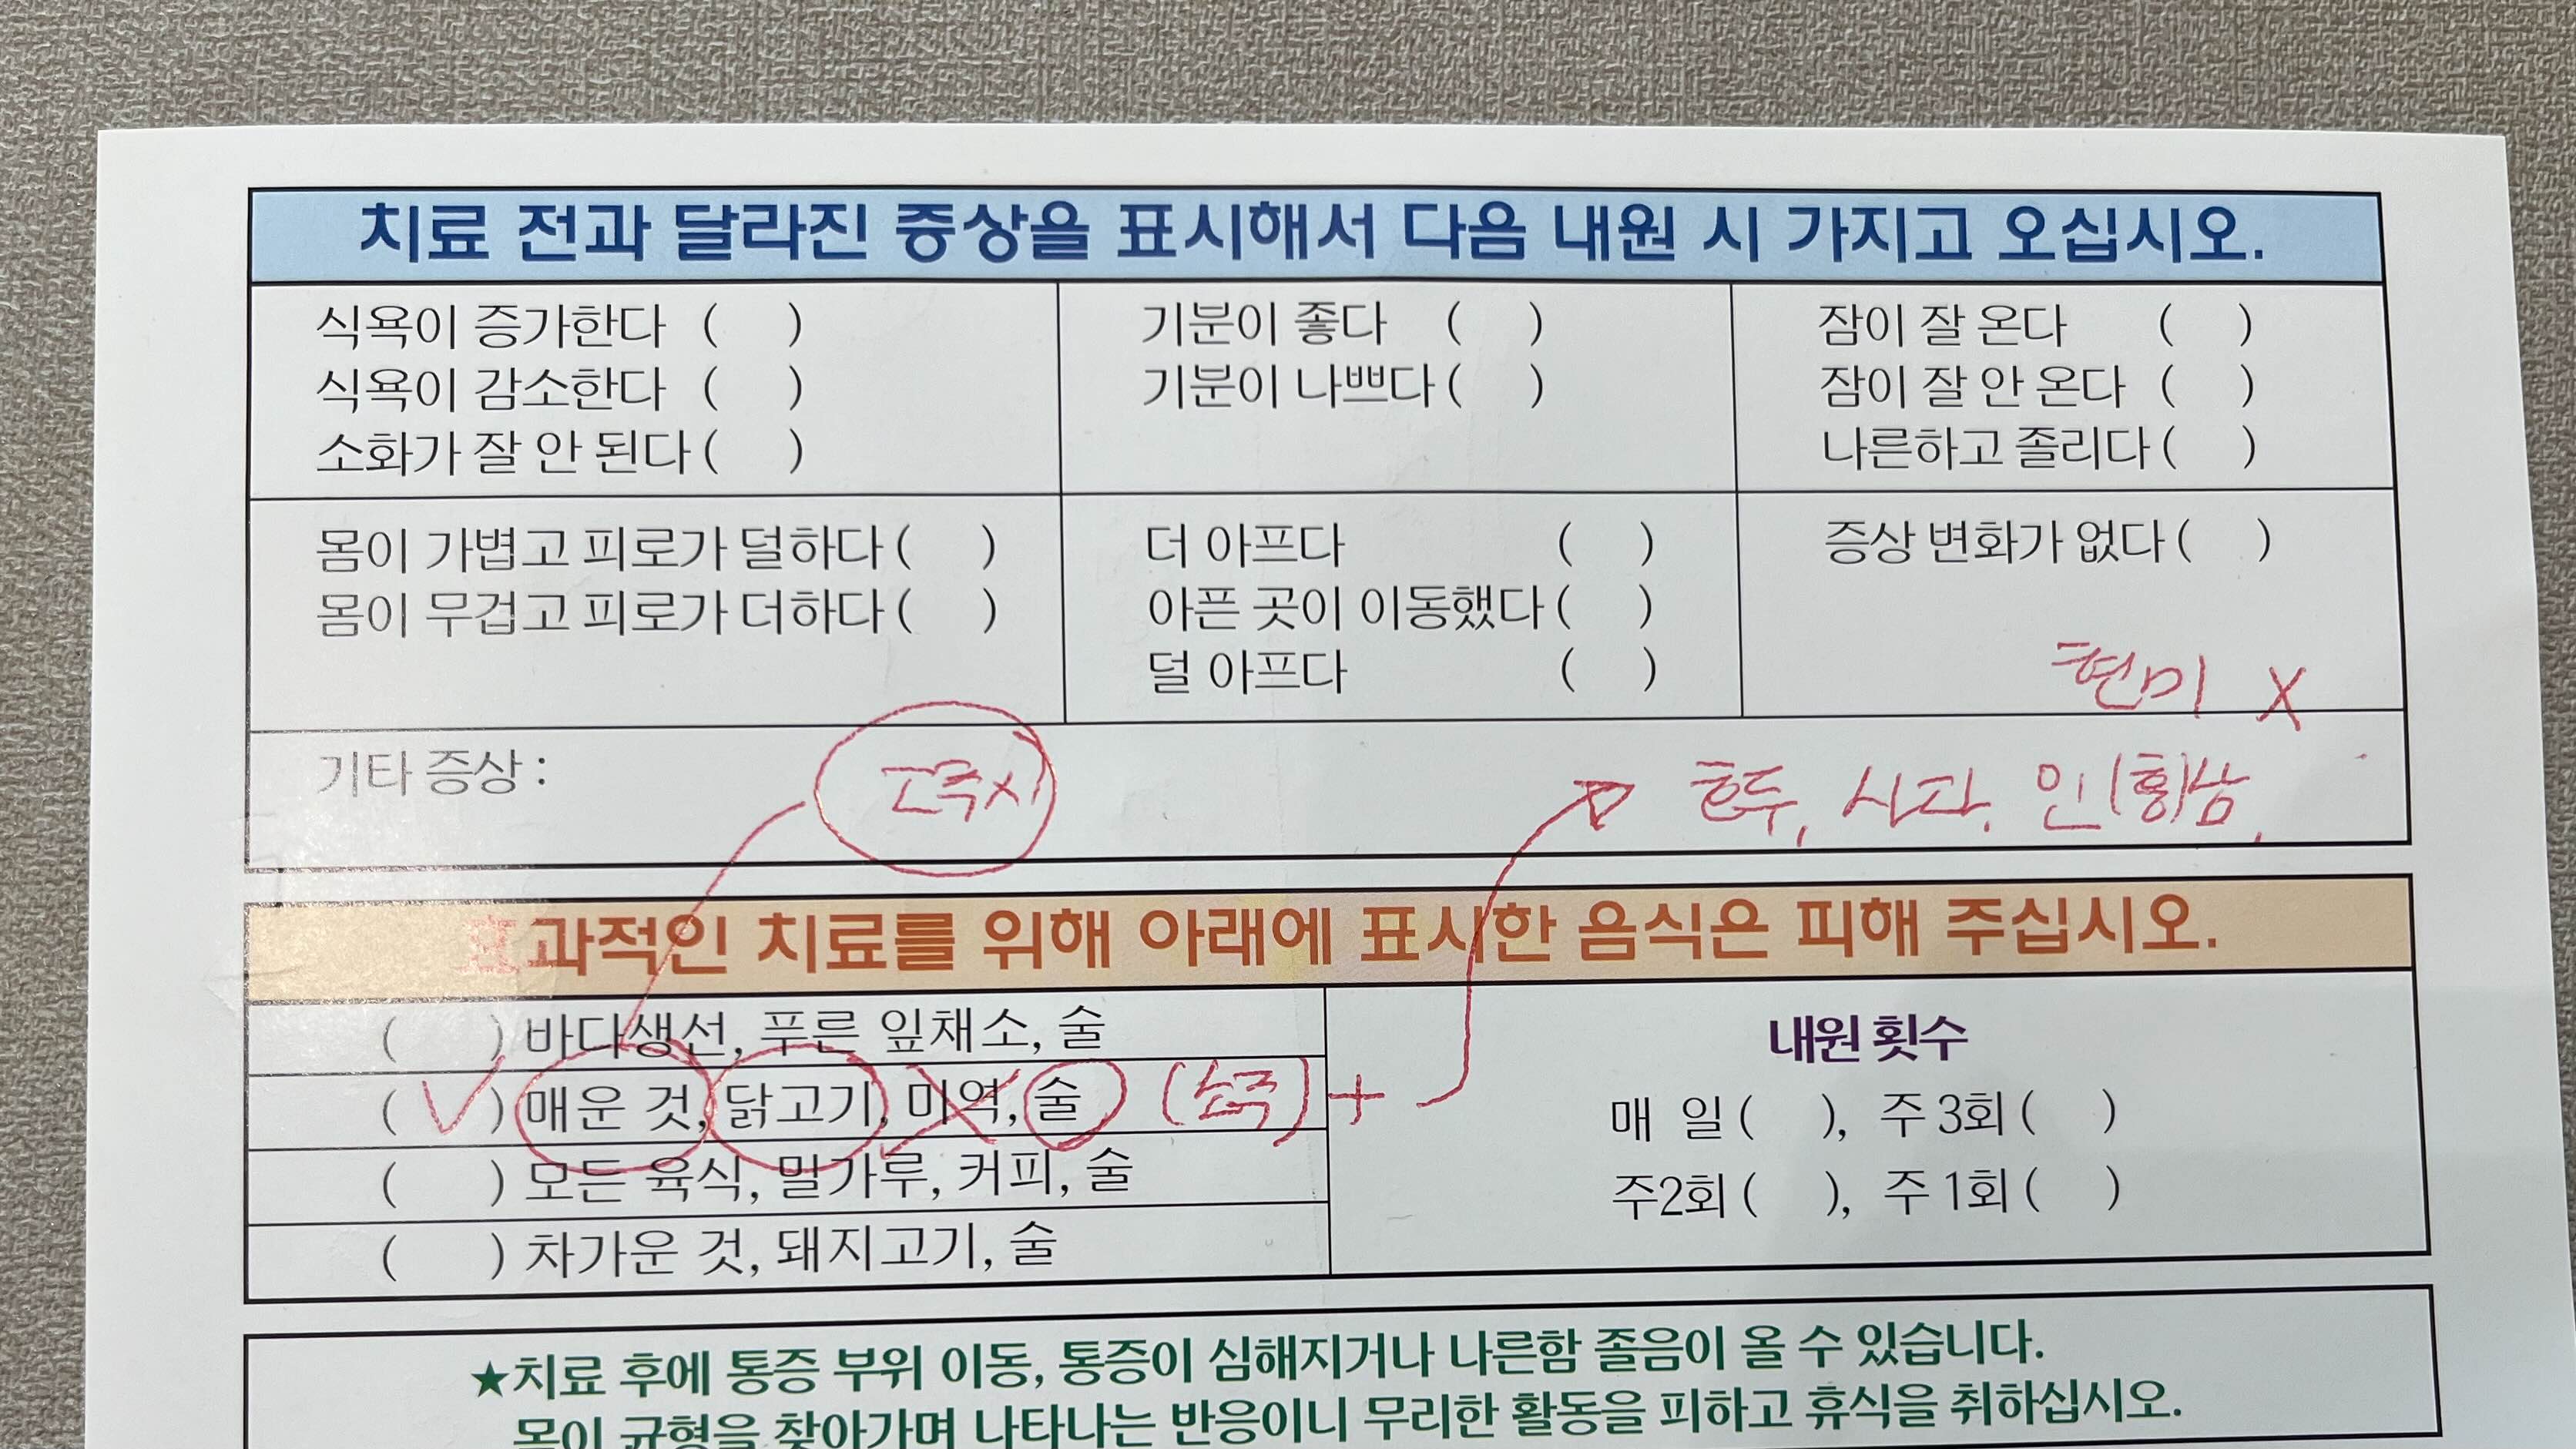 치료 전과 달라진 증상을 표시해서 다음 내원 시 가지고 오십시오.
식욕이 증가한다 ( )
식욕이 감소한다 ( )
소화가 잘 안 된다 ( )
기분이 좋다 ( )
기분이 나쁘다 ( )
잠이 잘 온다 ( )
잠이 잘 안 온다 ( )
나른하고 졸리다 ( )
몸이 가볍고 피로가 덜하다 ( )
몸이 무겁고 피로가 더하다 ( )
더 아프다 ( )
아픈 곳이 이동했다 ( )
덜 아프다 ( )
증상 변화가 없다 ( )
현미 X
기타 증상 :
호두, 사과, 인(홍)삼,
효과적인 치료를 위해 아래에 표시한 음식은 피해 주십시오.
( ) 바다생선, 푸른 잎채소, 술
( ✓ ) 매운 것, 닭고기, 미역, 술 (소주) +
( ) 모든 육식, 밀가루, 커피, 술
( ) 차가운 것, 돼지고기, 술
내원 횟수
매 일 ( ), 주 3회 ( )
주2회 ( ), 주 1회 ( )
★치료 후에 통증 부위 이동, 통증이 심해지거나 나른함 졸음이 올 수 있습니다.
몸이 균형을 찾아가며 나타나는 반응이니 무리한 활동을 피하고 휴식을 취하십시오.